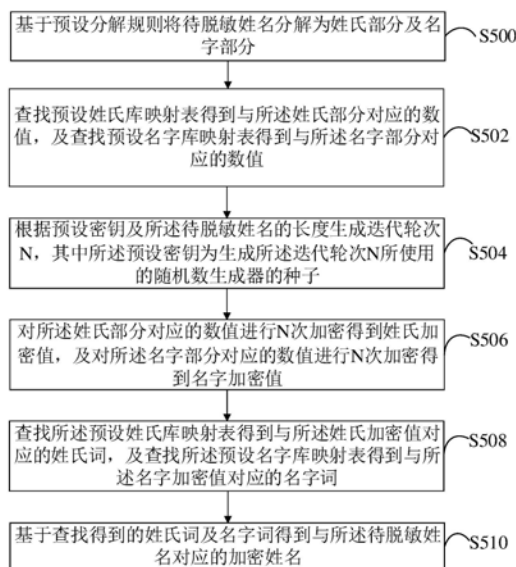 基于预设分解规则将待脱敏姓名分解为姓氏部分及名
字部分
S500
查找预设姓氏库映射表得到与所述姓氏部分对应的数
值，及查找预设名字库映射表得到与所述名字部分对
应的数值
S502
根据预设密钥及所述待脱敏姓名的长度生成迭代轮次
N，其中所述预设密钥为生成所述迭代轮次N所使用
的随机数生成器的种子
S504
对所述姓氏部分对应的数值进行N次加密得到姓氏加
密值，及对所述名字部分对应的数值进行N次加密得
到名字加密值
S506
查找所述预设姓氏库映射表得到与所述姓氏加密值对
应的姓氏词，及查找所述预设名字库映射表得到与所
述名字加密值对应的名字词
S508
基于查找得到的姓氏词及名字词得到与所述待脱敏姓
名对应的加密姓名
S510